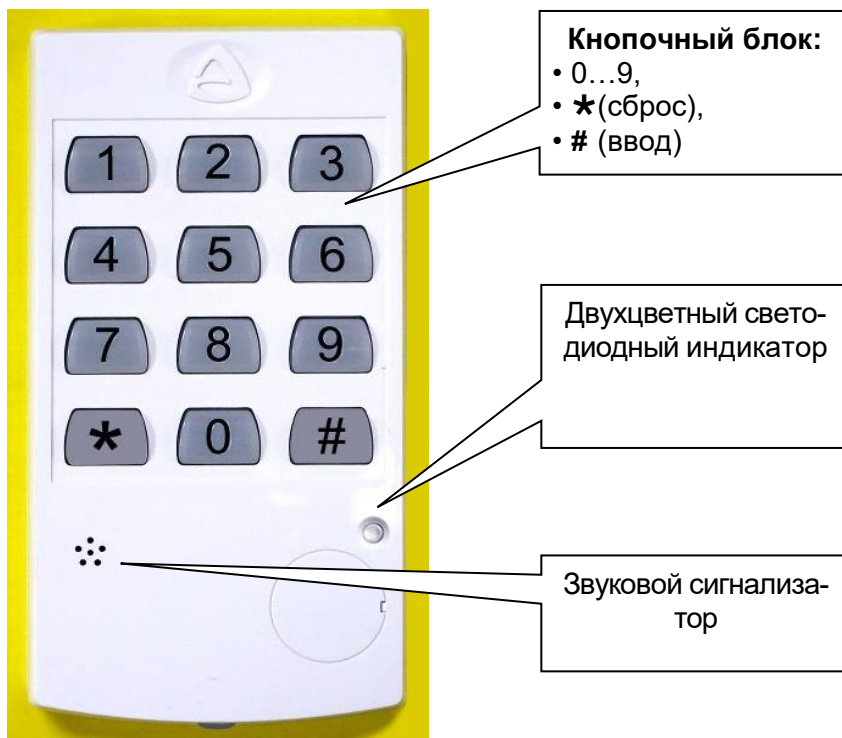 Кнопочный блок:
• 0…9,
• *(сброс),
• # (ввод)
1 2 3
4 5 6
Двухцветный свето-
диодный индикатор
7 8 9
* 0 #
Звуковой сигнализа-
тор